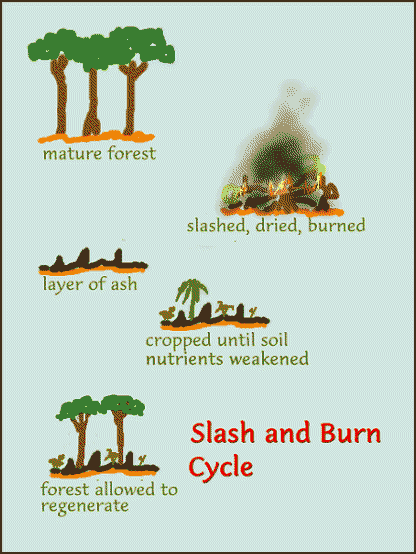 mature forest
slashed, dried, burned
layer of ash
cropped until soil
nutrients weakened
forest allowed to
regenerate
Slash and Burn
Cycle